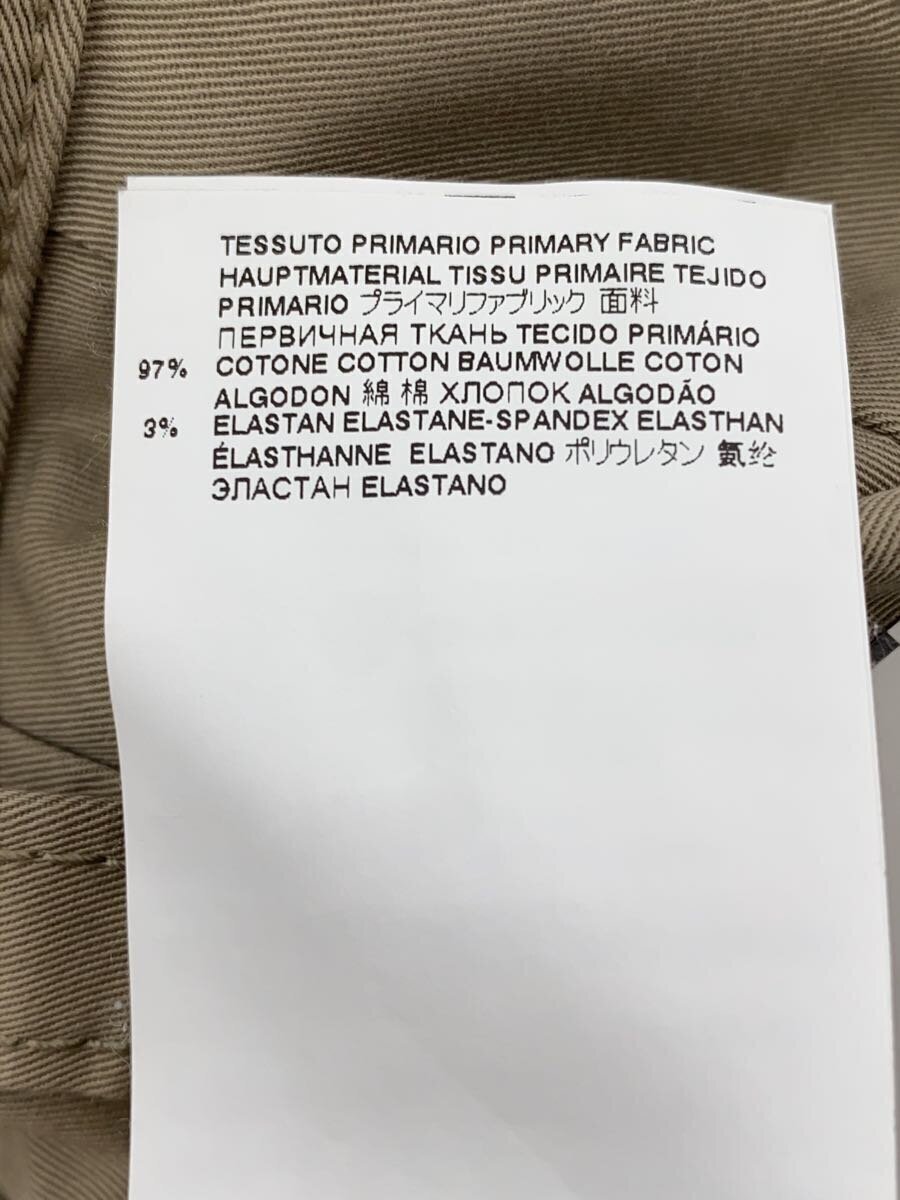 TESSUTO PRIMARIO PRIMARY FABRIC
HAUPTMATERIAL TISSU PRIMAIRE TEJIDO
PRIMARIO プライマリファブリック 面料
ПЕРВИЧНАЯ ТКАНЬ TECIDO PRIMÁRIO
97% COTONE COTTON BAUMWOLLE COTON
ALGODON 綿 棉 ХЛОПОК ALGODÃO
3% ELASTAN ELASTANE-SPANDEX ELASTHAN
ÉLASTHANNE ELASTANO ポリウレタン 氨纶
ЭЛАСТАН ELASTANO